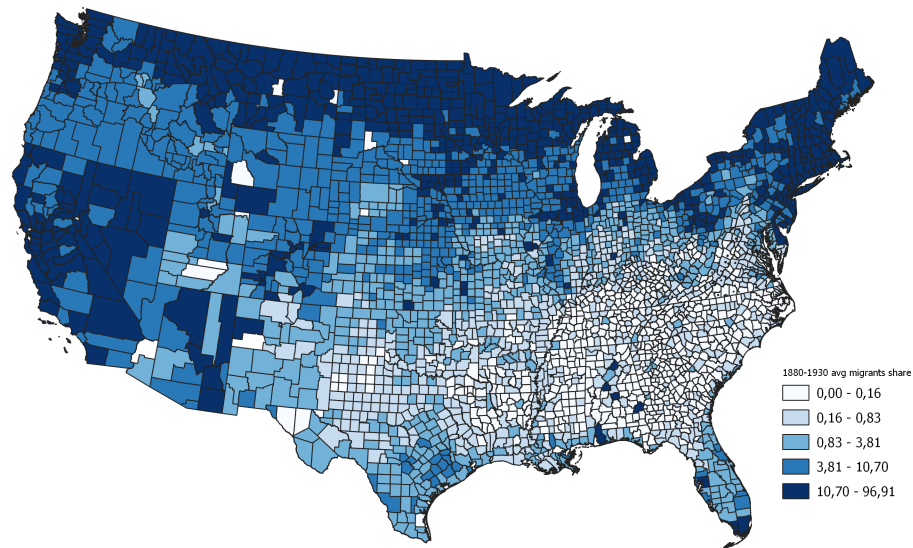 1880-1930 avg migrants share
0,00 - 0,16
0,16 - 0,83
0,83 - 3,81
3,81 - 10,70
10,70 - 96,91